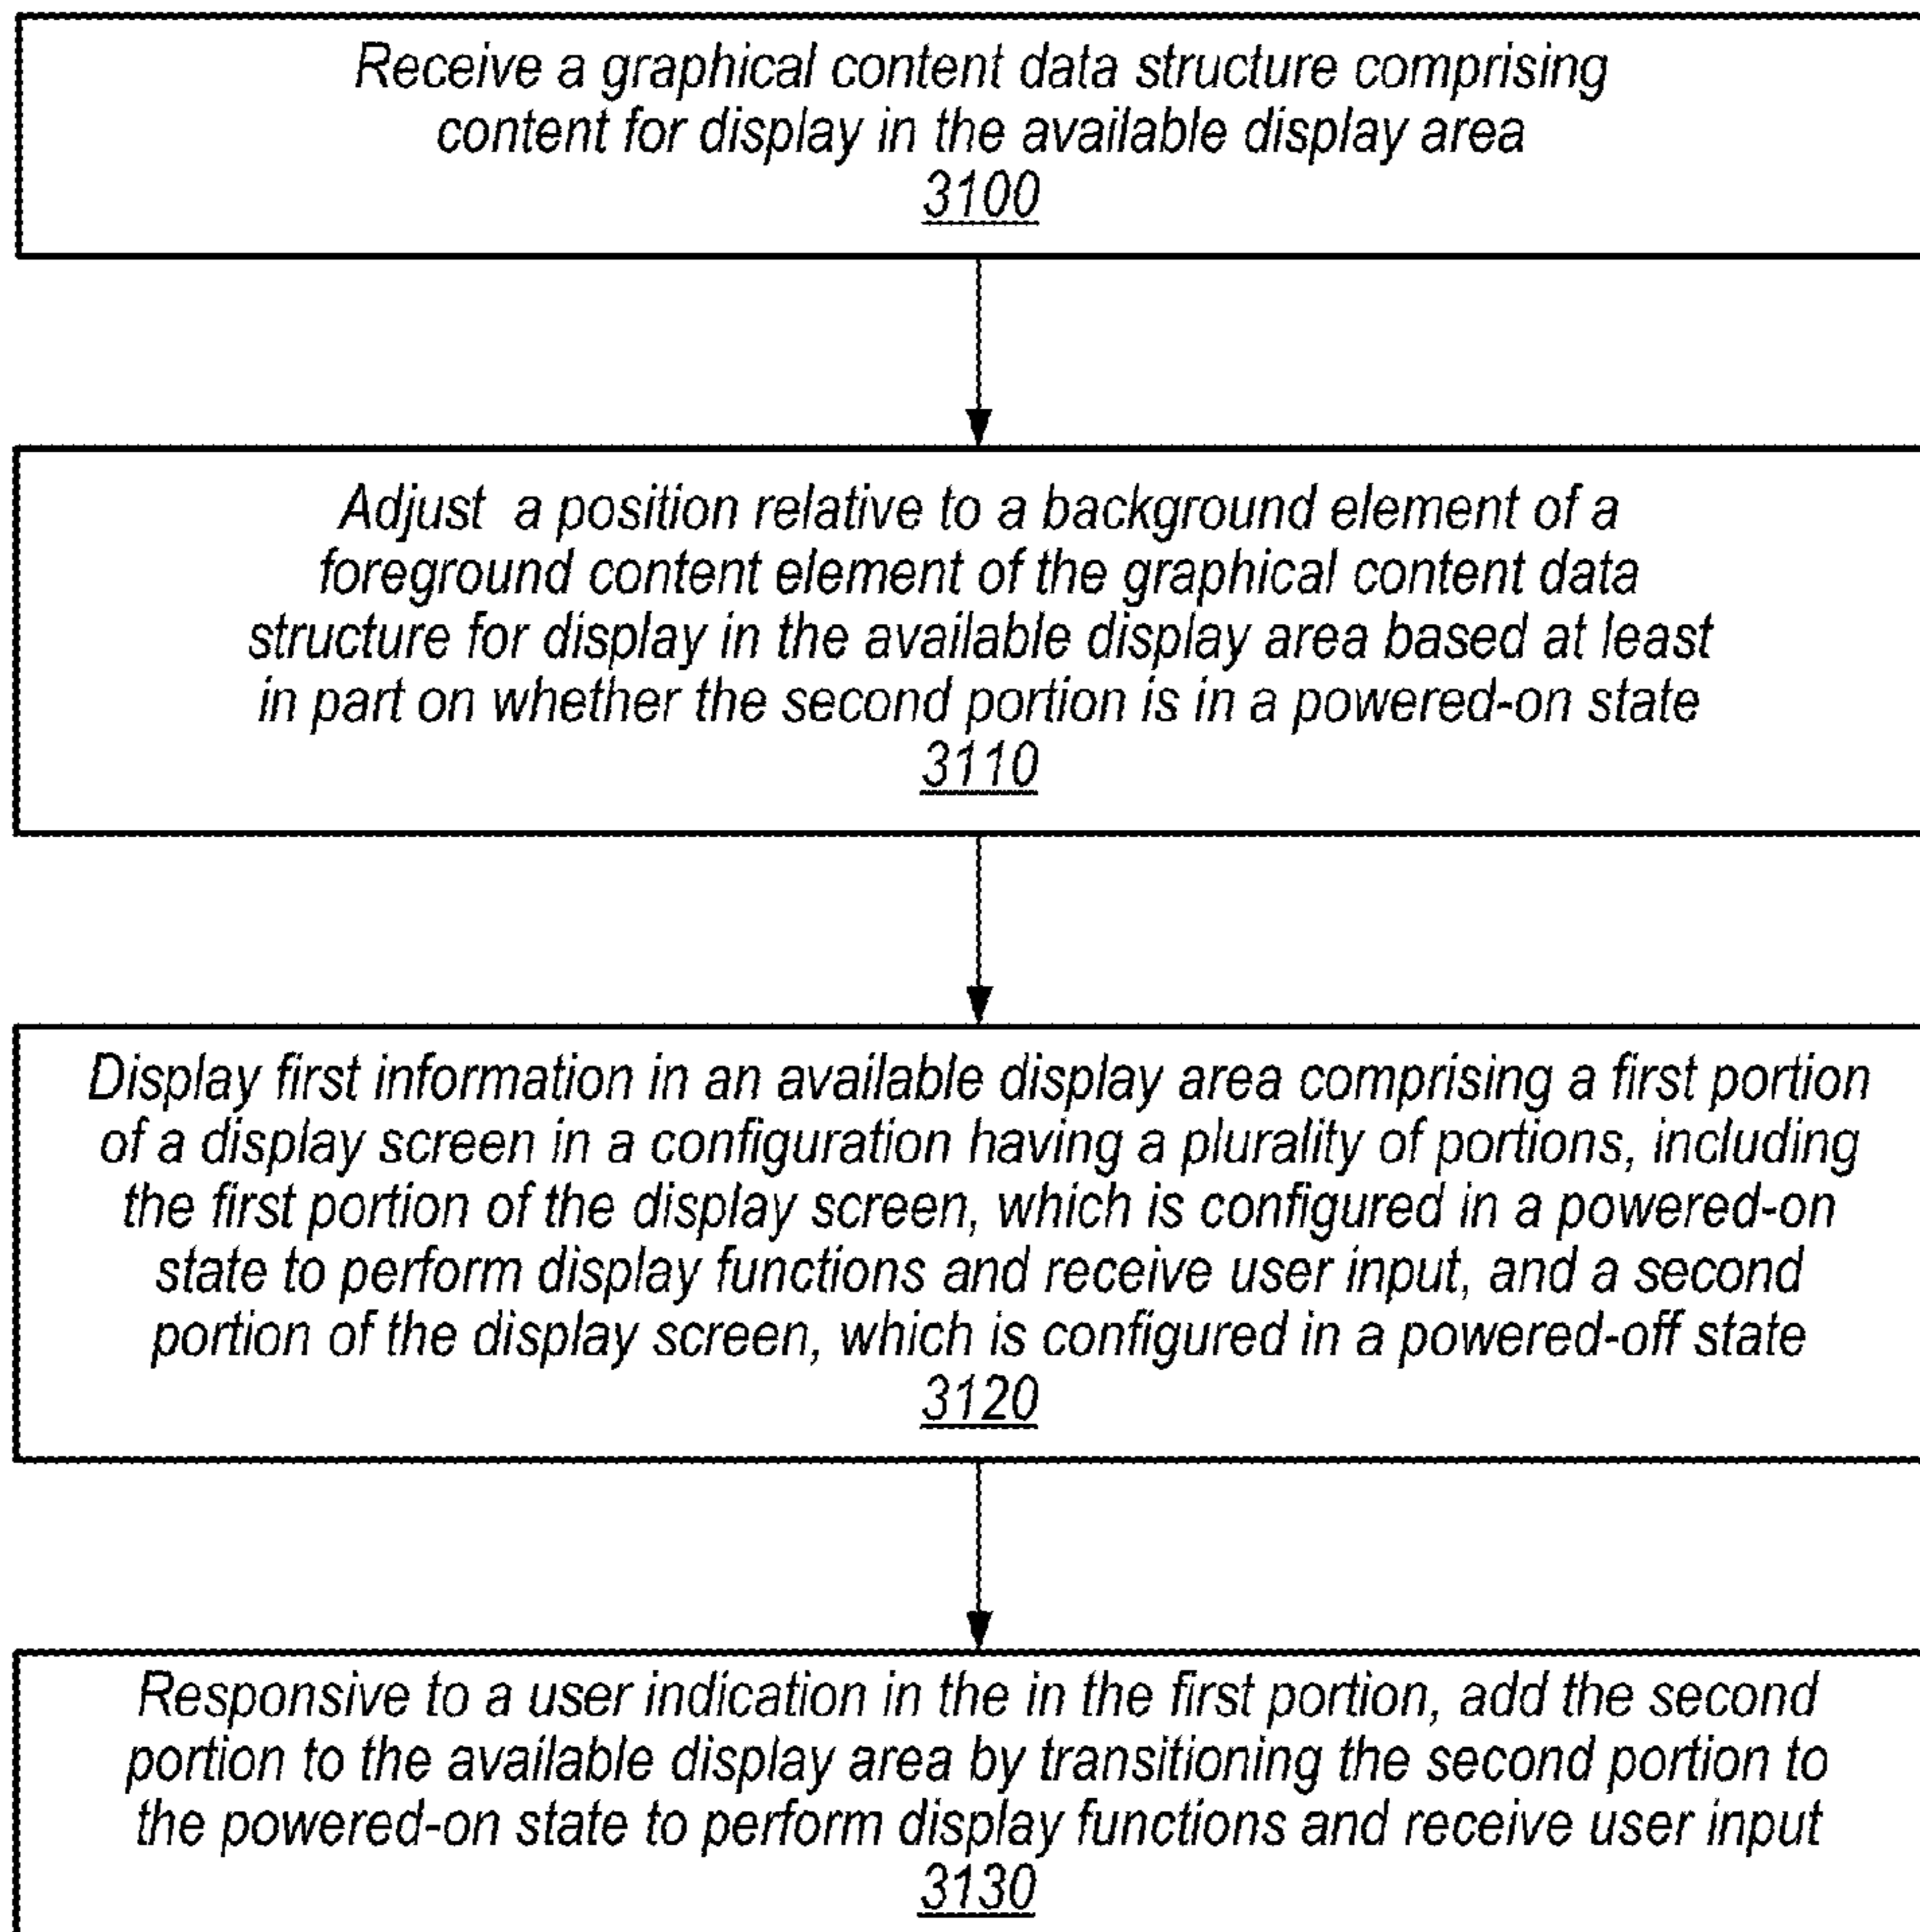 Receive a graphical content data structure comprising
content for display in the available display area
3100
Adjust a position relative to a background element of a
foreground content element of the graphical content data
structure for display in the available display area based at least
in part on whether the second portion is in a powered-on state
3110
Display first information in an available display area comprising a first portion
of a display screen in a configuration having a plurality of portions, including
the first portion of the display screen, which is configured in a powered-on
state to perform display functions and receive user input, and a second
portion of the display screen, which is configured in a powered-off state
3120
Responsive to a user indication in the in the first portion, add the second
portion to the available display area by transitioning the second portion to
the powered-on state to perform display functions and receive user input
3130